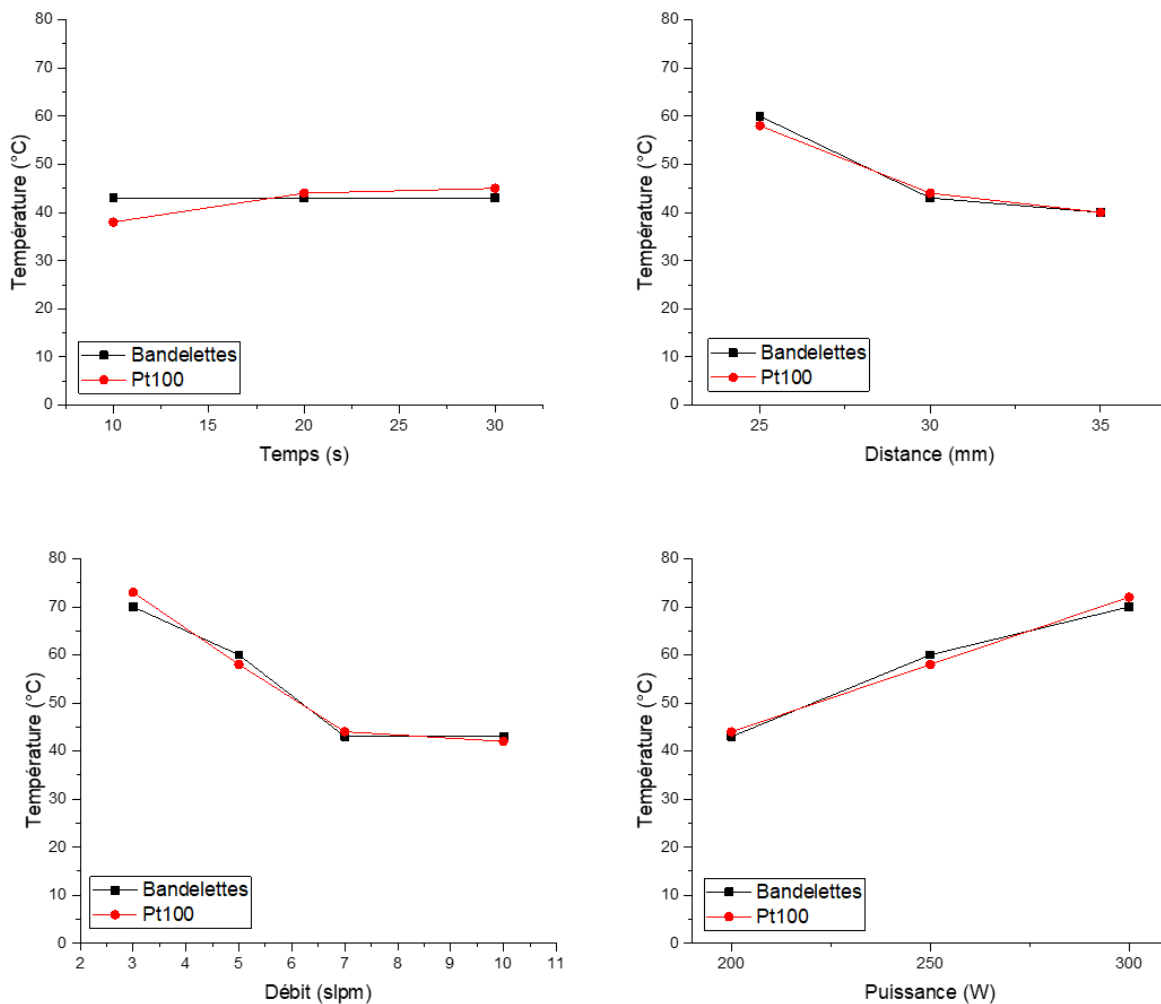 80
70
60
50
40
30
20
10
0
Température (°C)
Bandelettes
Pt100
10 15 20 25 30
Temps (s)
80
70
60
50
40
30
20
10
0
Température (°C)
Bandelettes
Pt100
25 30 35
Distance (mm)
80
70
60
50
40
30
20
10
0
Température (°C)
Bandelettes
Pt100
2 3 4 5 6 7 8 9 10 11
Débit (slpm)
80
70
60
50
40
30
20
10
0
Température (°C)
Bandelettes
Pt100
200 250 300
Puissance (W)